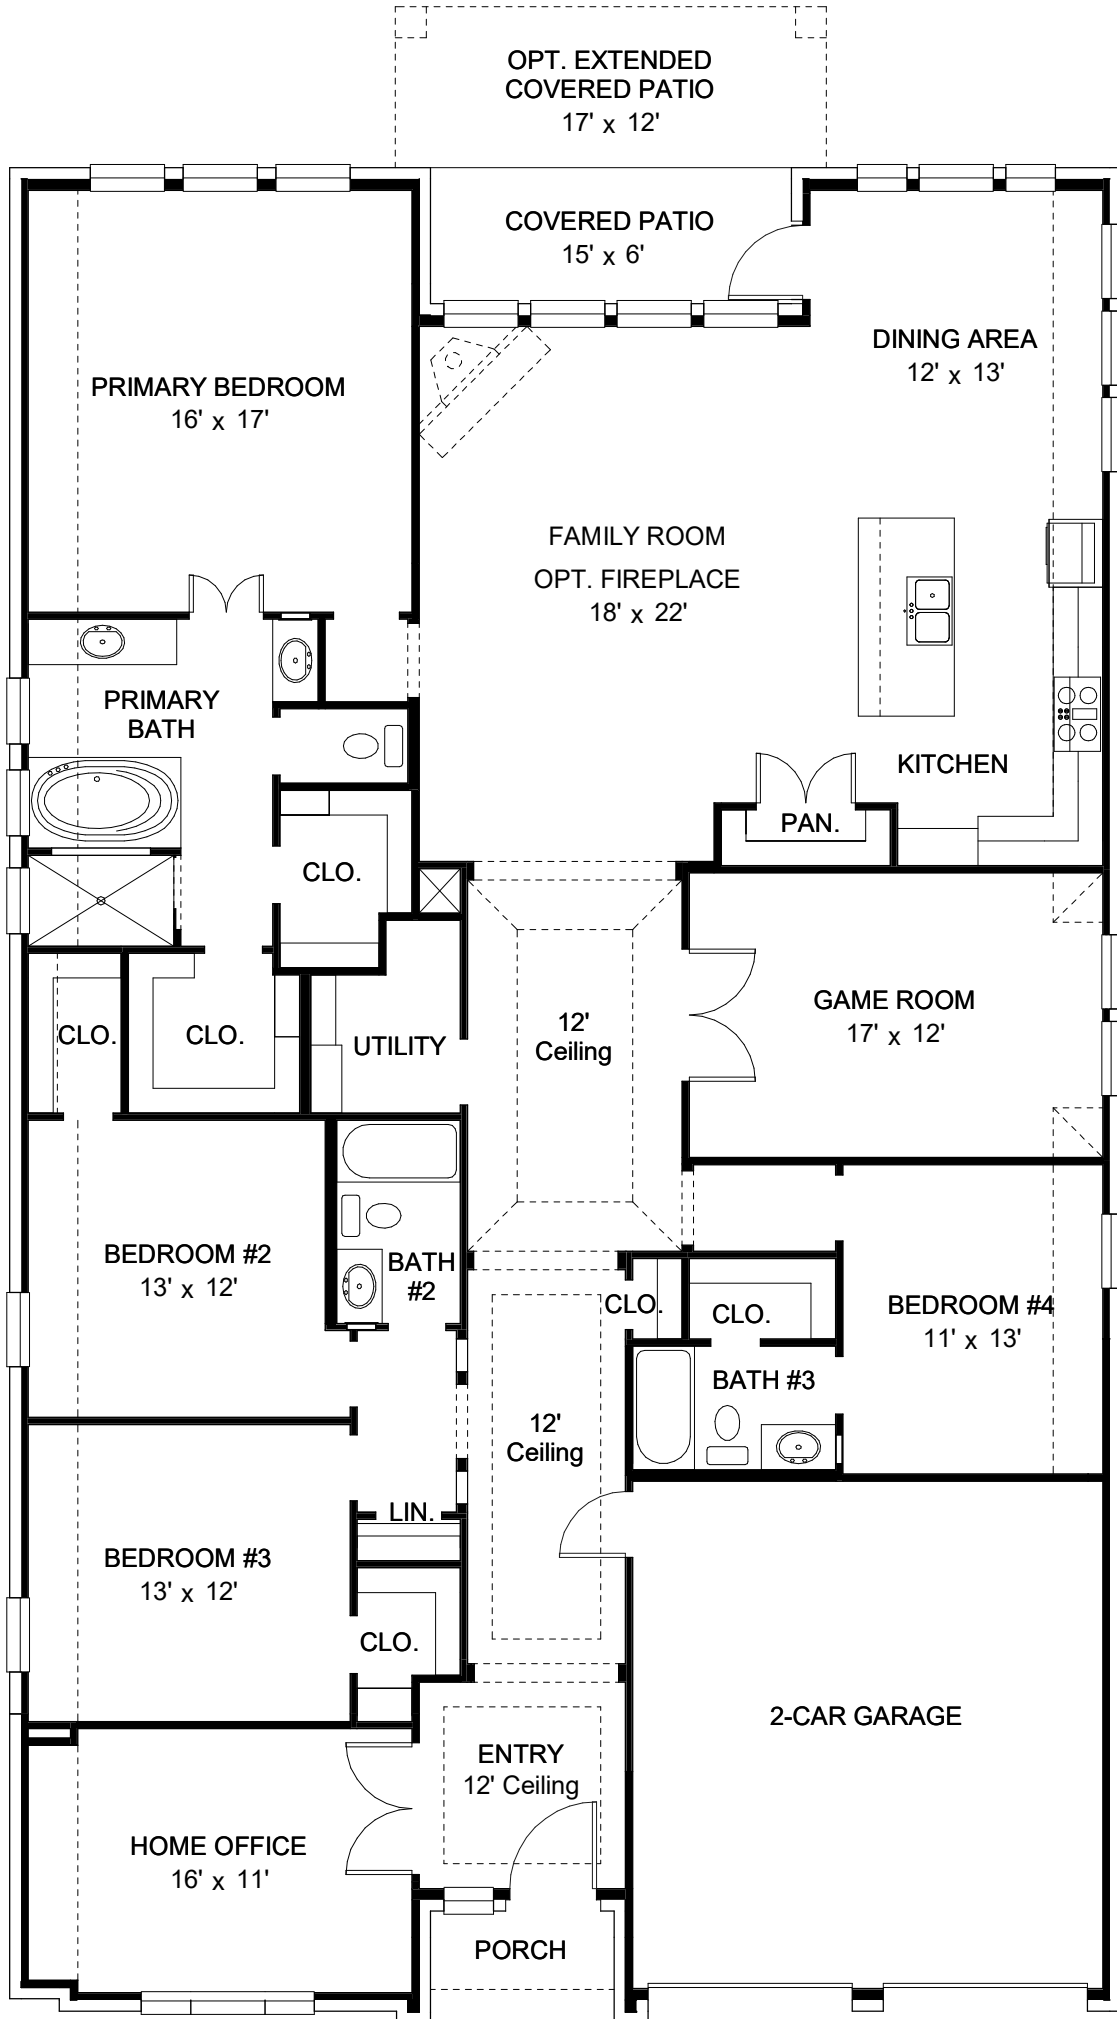 OPT. EXTENDED
COVERED PATIO
17' x 12'
COVERED PATIO
15' x 6'
DINING AREA
12' x 13'
PRIMARY BEDROOM
16' x 17'
FAMILY ROOM
OPT. FIREPLACE
18' x 22'
PRIMARY
BATH
KITCHEN
PAN.
CLO.
GAME ROOM
17' x 12'
12'
Ceiling
CLO.
CLO.
UTILITY
BEDROOM #2
13' x 12'
BATH
#2
CLO.
CLO.
BEDROOM #4
11' x 13'
BATH #3
12'
Ceiling
LIN.
BEDROOM #3
13' x 12'
CLO.
2-CAR GARAGE
ENTRY
12' Ceiling
HOME OFFICE
16' x 11'
PORCH